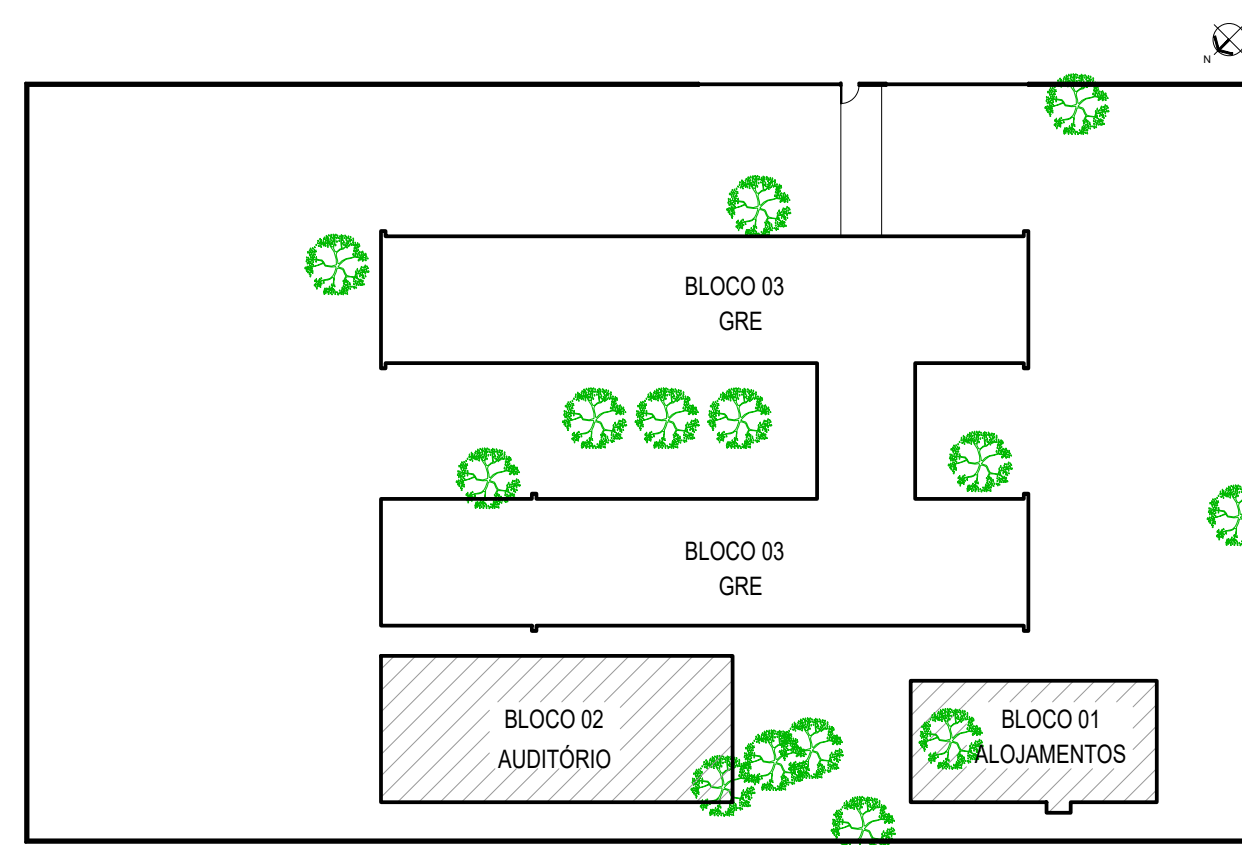 N
BLOCO 03
GRE
BLOCO 03
GRE
BLOCO 02
AUDITÓRIO
BLOCO 01
ALOJAMENTOS